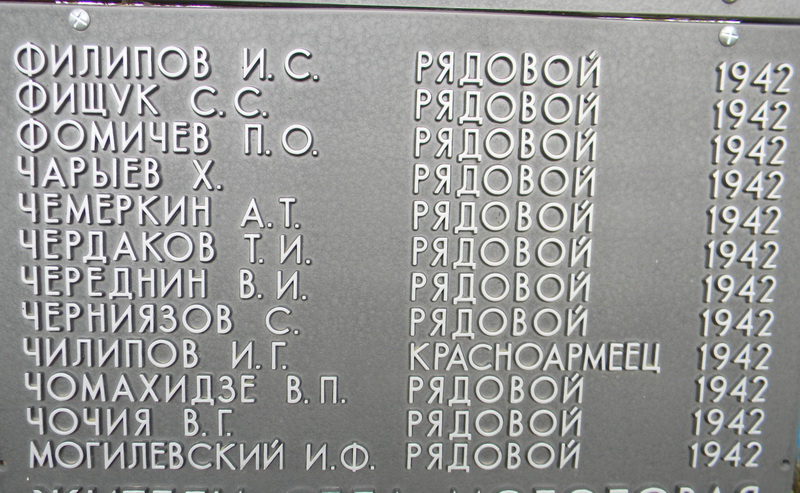 ФИЛИПОВ И. С. РЯДОВОЙ 1942
ФИЩУК С. С. РЯДОВОЙ 1942
ФОМИЧЕВ П. О. РЯДОВОЙ 1942
ЧАРЫЕВ Х. РЯДОВОЙ 1942
ЧЕМЕРКИН А.Т. РЯДОВОЙ 1942
ЧЕРДАКОВ Т. И. РЯДОВОЙ 1942
ЧЕРЕДНИН В. И. РЯДОВОЙ 1942
ЧЕРНИЯЗОВ С. РЯДОВОЙ 1942
ЧИЛИПОВ И.Г. КРАСНОАРМЕЕЦ 1942
ЧОМАХИДЗЕ В.П. РЯДОВОЙ 1942
ЧОЧИЯ В.Г. РЯДОВОЙ 1942
МОГИЛЕВСКИЙ И.Ф. РЯДОВОЙ 1942